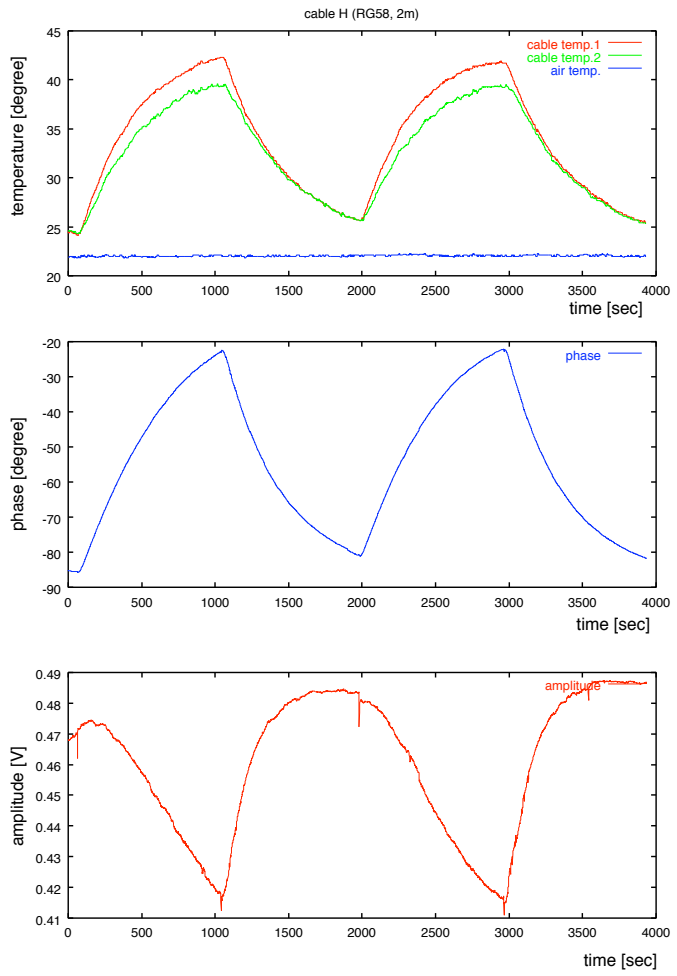 cable H (RG58, 2m)
45
40
35
30
25
20
temperature [degree]
cable temp.1
cable temp.2
air temp.
0 500 1000 1500 2000 2500 3000 3500 4000
time [sec]
-20
-30
-40
-50
-60
-70
-80
-90
phase [degree]
phase
0 500 1000 1500 2000 2500 3000 3500 4000
time [sec]
0.49
0.48
0.47
0.46
0.45
0.44
0.43
0.42
0.41
amplitude [V]
amplitude
0 500 1000 1500 2000 2500 3000 3500 4000
time [sec]